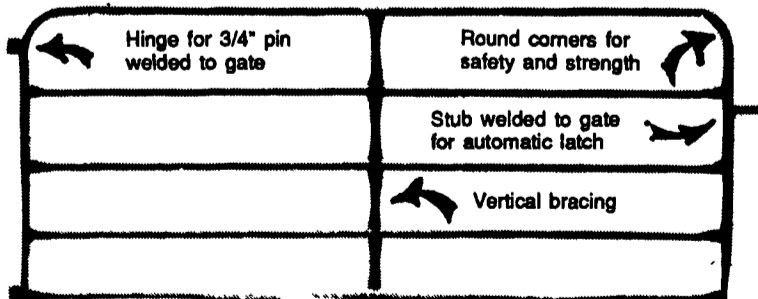 Hinge for 3/4" pin
welded to gate
Round corners for
safety and strength
Stub welded to gate
for automatic latch
Vertical bracing